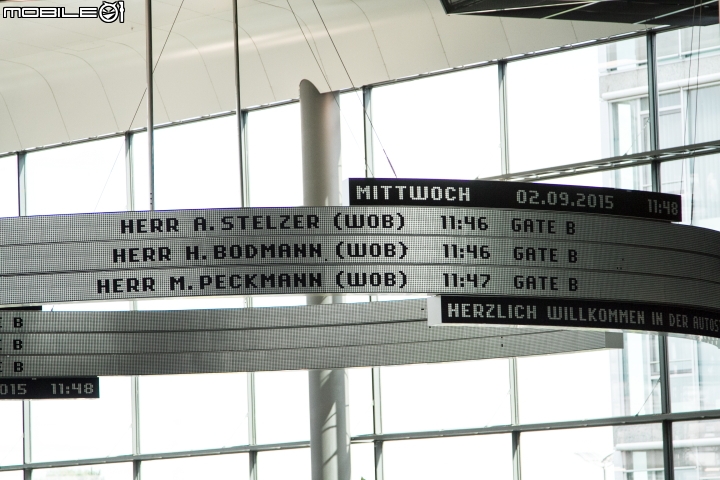 MOBILE01
MITTWOCH 02.09.2015 11:48
HERR A.STELZER (WOB) 11:46 GATE B
HERR H.BODMANN (WOB) 11:46 GATE B
HERR M.PECKMANN (WOB) 11:47 GATE B
HERZLICH WILLKOMMEN IN DER
B
B
B
015 11:48